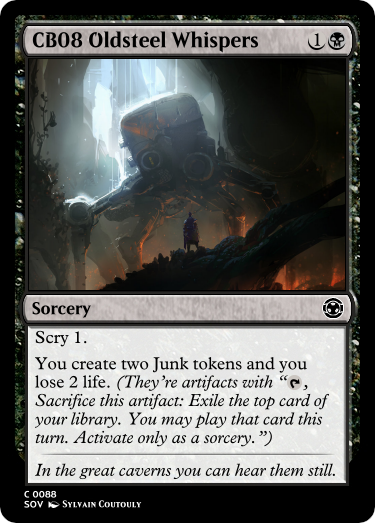 CB08 Oldsteel Whispers 1
Sorcery
Scry 1.
You create two Junk tokens and you
lose 2 life. (They're artifacts with “,
Sacrifice this artifact: Exile the top card of
your library. You may play that card this
turn. Activate only as a sorcery.”)
In the great caverns you can hear them still.
C 0088
SOV Sylvain Coutouly